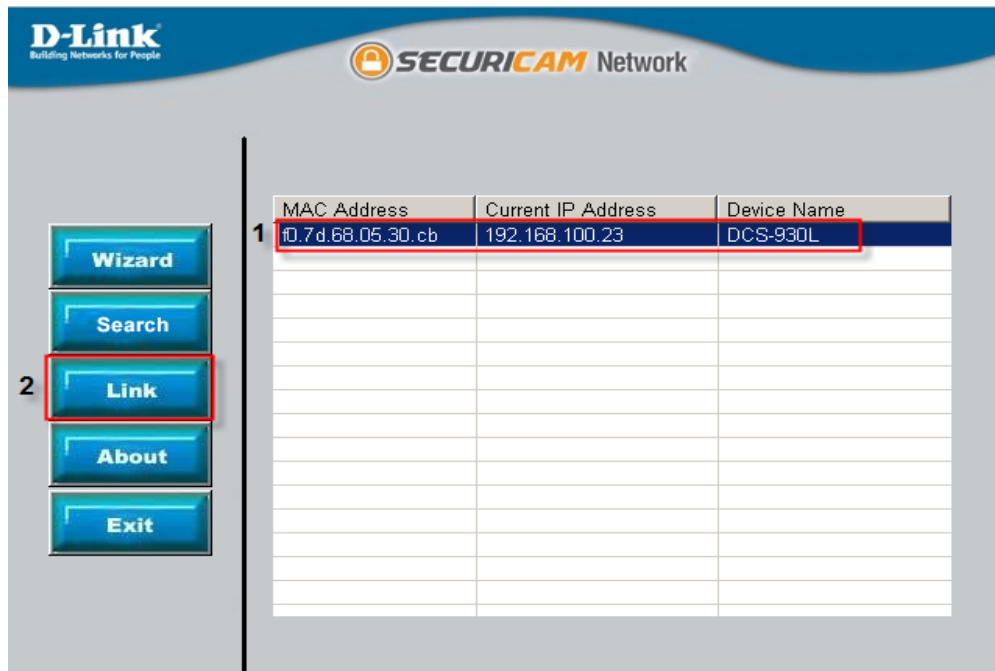 D-Link
Building Networks for People
SECURICAM Network
MAC Address Current IP Address Device Name
1 f0.7d.68.05.30.cb 192.168.100.23 DCS-930L
Wizard
Search
2 Link
About
Exit